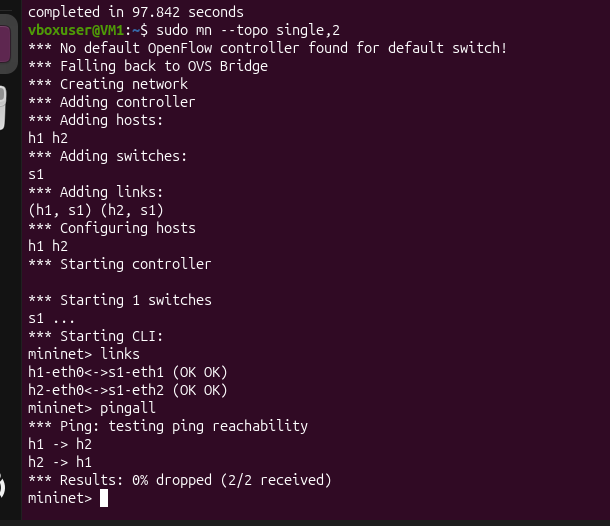 completed in 97.842 seconds
vboxuser@VM1:~$ sudo mn --topo single,2
*** No default OpenFlow controller found for default switch!
*** Falling back to OVS Bridge
*** Creating network
*** Adding controller
*** Adding hosts:
h1 h2
*** Adding switches:
s1
*** Adding links:
(h1, s1) (h2, s1)
*** Configuring hosts
h1 h2
*** Starting controller

*** Starting 1 switches
s1 ...
*** Starting CLI:
mininet> links
h1-eth0<->s1-eth1 (OK OK)
h2-eth0<->s1-eth2 (OK OK)
mininet> pingall
*** Ping: testing ping reachability
h1 -> h2
h2 -> h1
*** Results: 0% dropped (2/2 received)
mininet>